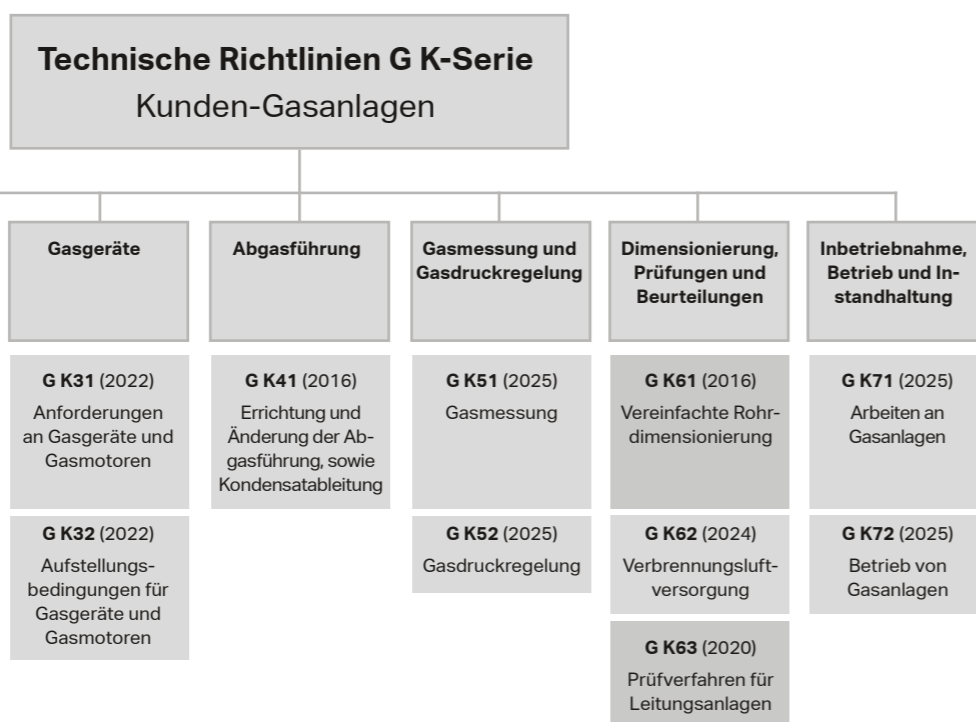 Technische Richtlinien G K-Serie
Kunden-Gasanlagen
Gasgeräte
Abgasführung
Gasmessung und
Gasdruckregelung
Dimensionierung,
Prüfungen und
Beurteilungen
Inbetriebnahme,
Betrieb und In-
standhaltung
G K31 (2022)
Anforderungen
an Gasgeräte und
Gasmotoren
G K41 (2016)
Errichtung und
Änderung der Ab-
gasführung, sowie
Kondensatableitung
G K51 (2025)
Gasmessung
G K61 (2016)
Vereinfachte Rohr-
dimensionierung
G K71 (2025)
Arbeiten an
Gasanlagen
G K32 (2022)
Aufstellungs-
bedingungen für
Gasgeräte und
Gasmotoren
G K52 (2025)
Gasdruckregelung
G K62 (2024)
Verbrennungsluft-
versorgung
G K72 (2025)
Betrieb von
Gasanlagen
G K63 (2020)
Prüfverfahren für
Leitungsanlagen